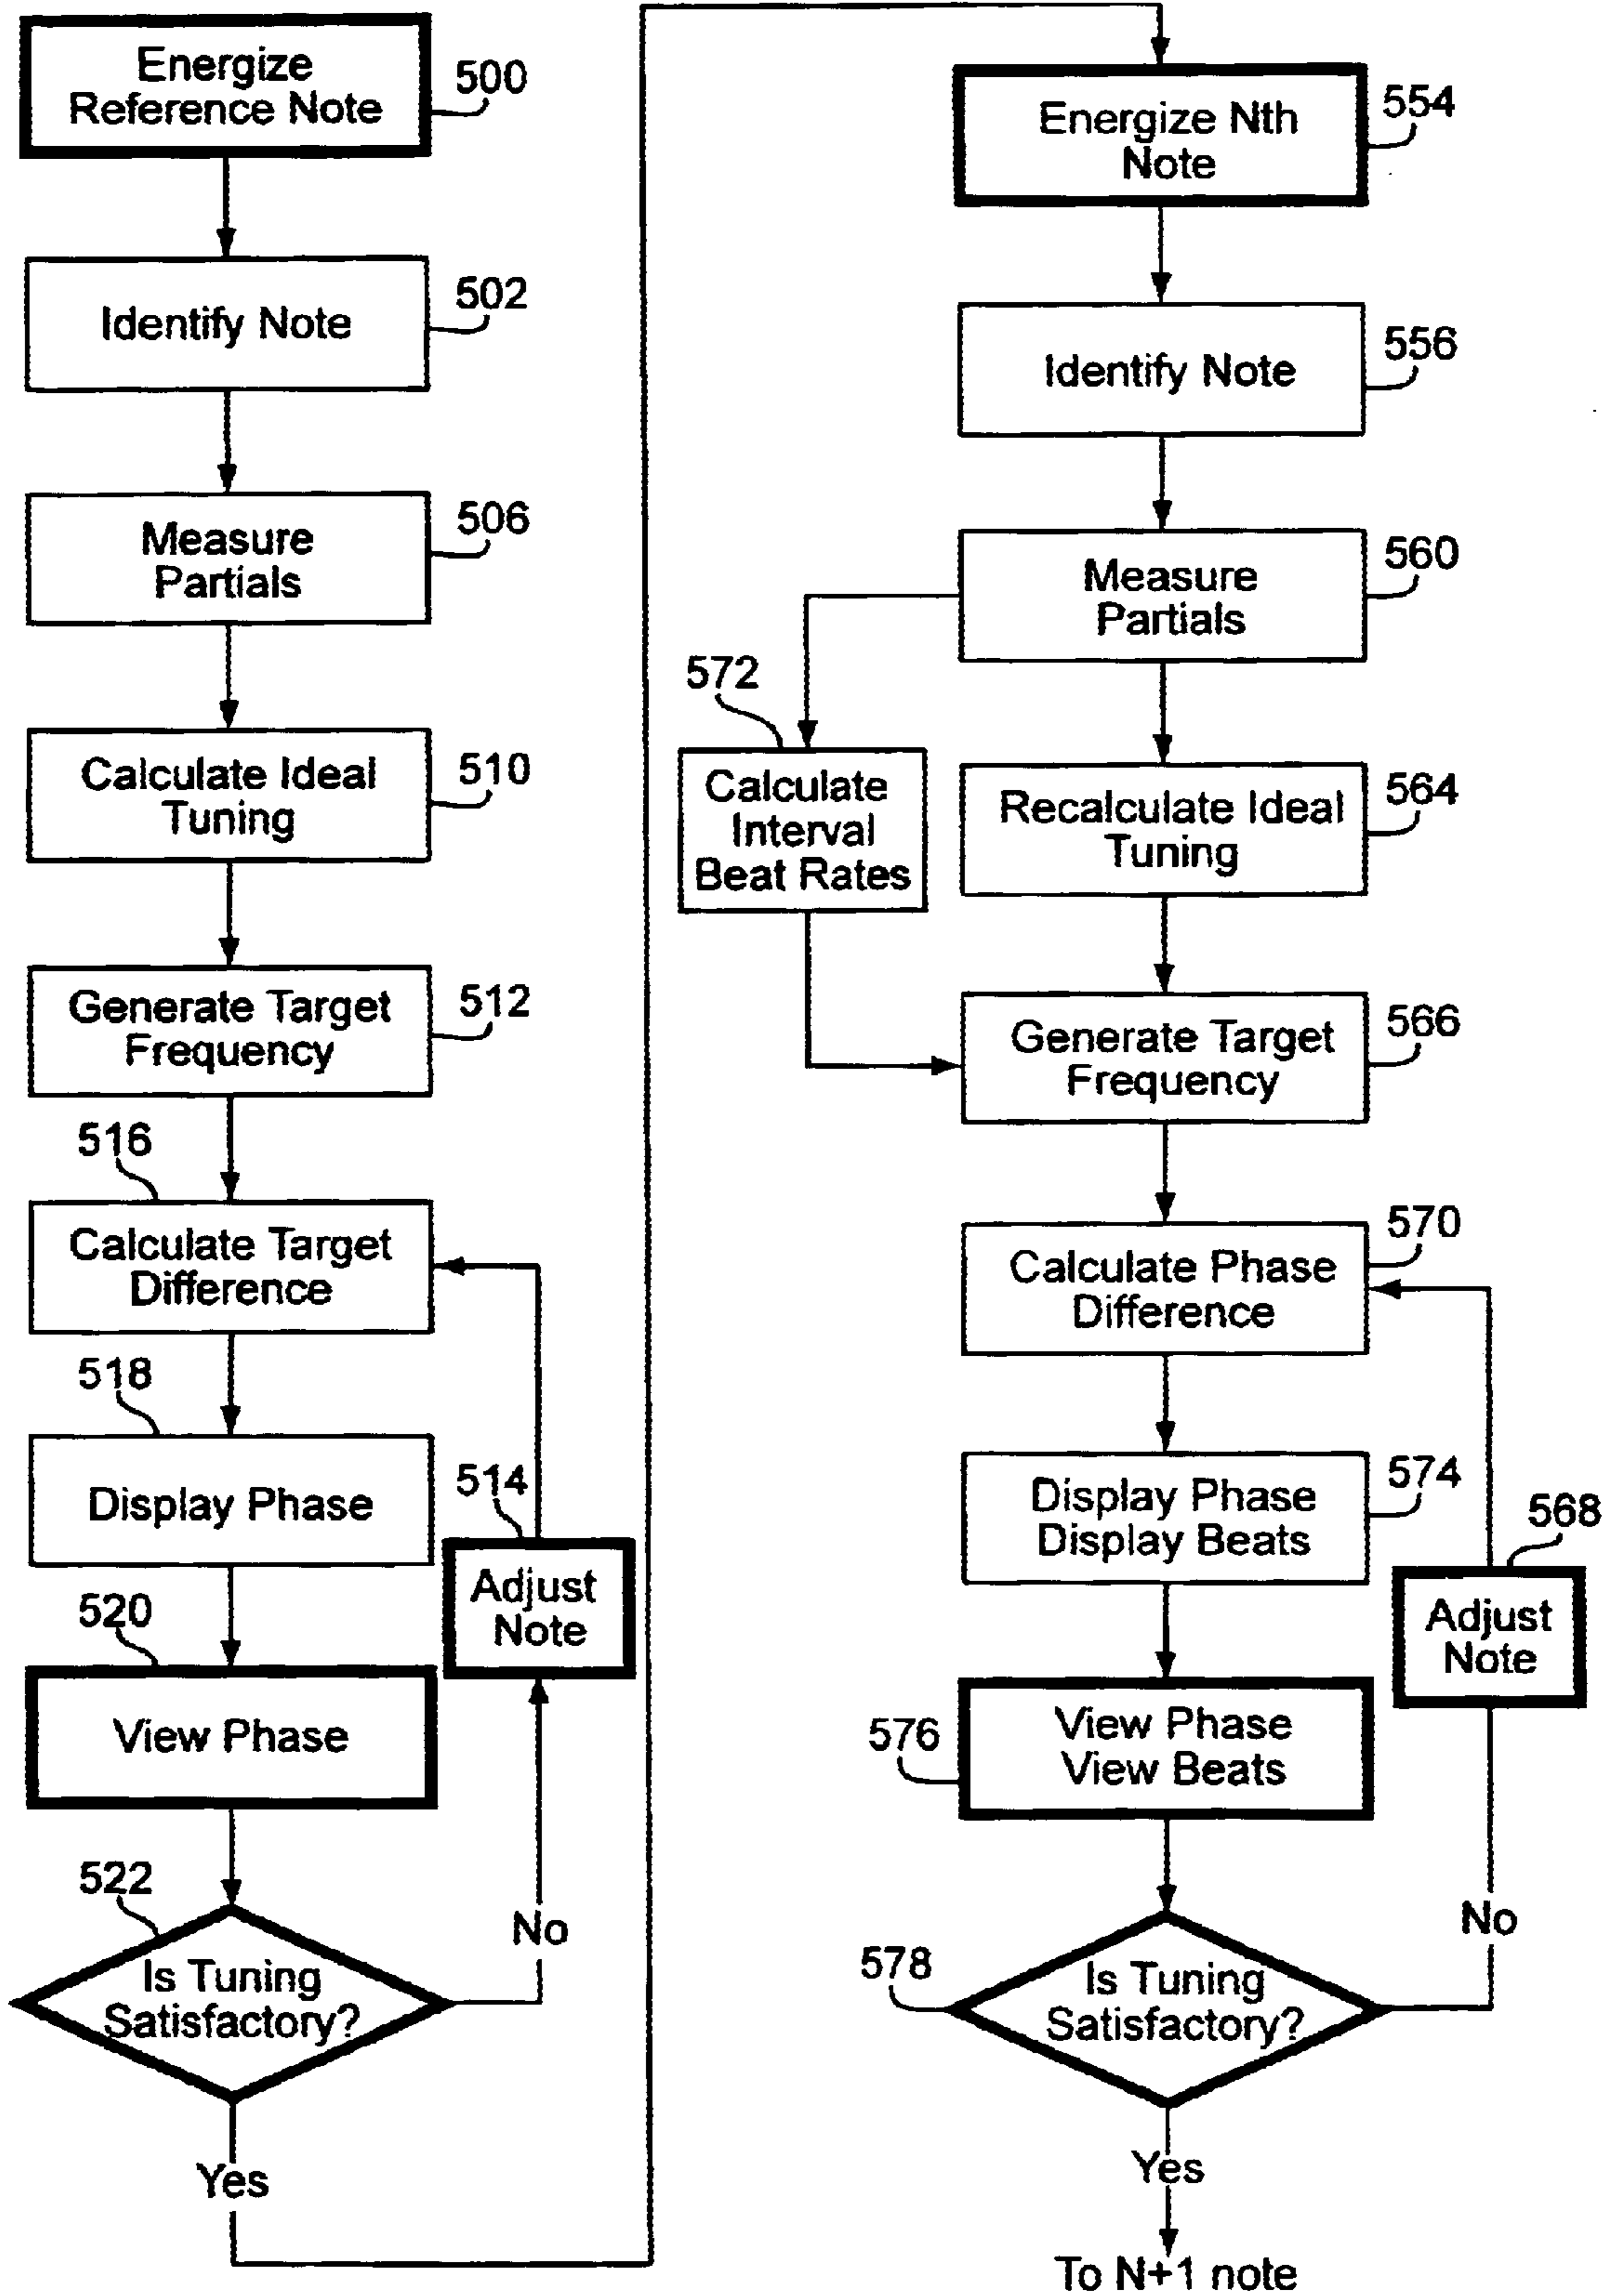 Energize
Reference Note
500
Identify Note
502
Measure
Partials
506
Calculate Ideal
Tuning
510
Generate Target
Frequency
512
516
Calculate Target
Difference
518
Display Phase
514
Adjust
Note
520
View Phase
522
Is Tuning
Satisfactory?
No
Yes
Energize Nth
Note
554
Identify Note
556
Measure
Partials
560
572
Calculate
Interval
Beat Rates
Recalculate Ideal
Tuning
564
Generate Target
Frequency
566
Calculate Phase
Difference
570
Display Phase
Display Beats
574
568
Adjust
Note
View Phase
View Beats
576
578
Is Tuning
Satisfactory?
No
Yes
To N+1 note